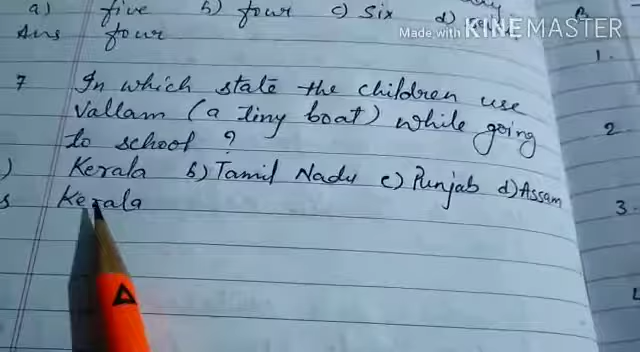 a) five b) four c) six d)
Ans four
Made with KINEMASTER
1.
7 In which state the children use
Vallam (a tiny boat) while going
2.
to school ?
) Kerala b) Tamil Nadu c) Punjab d) Assam
s Kerala
3.